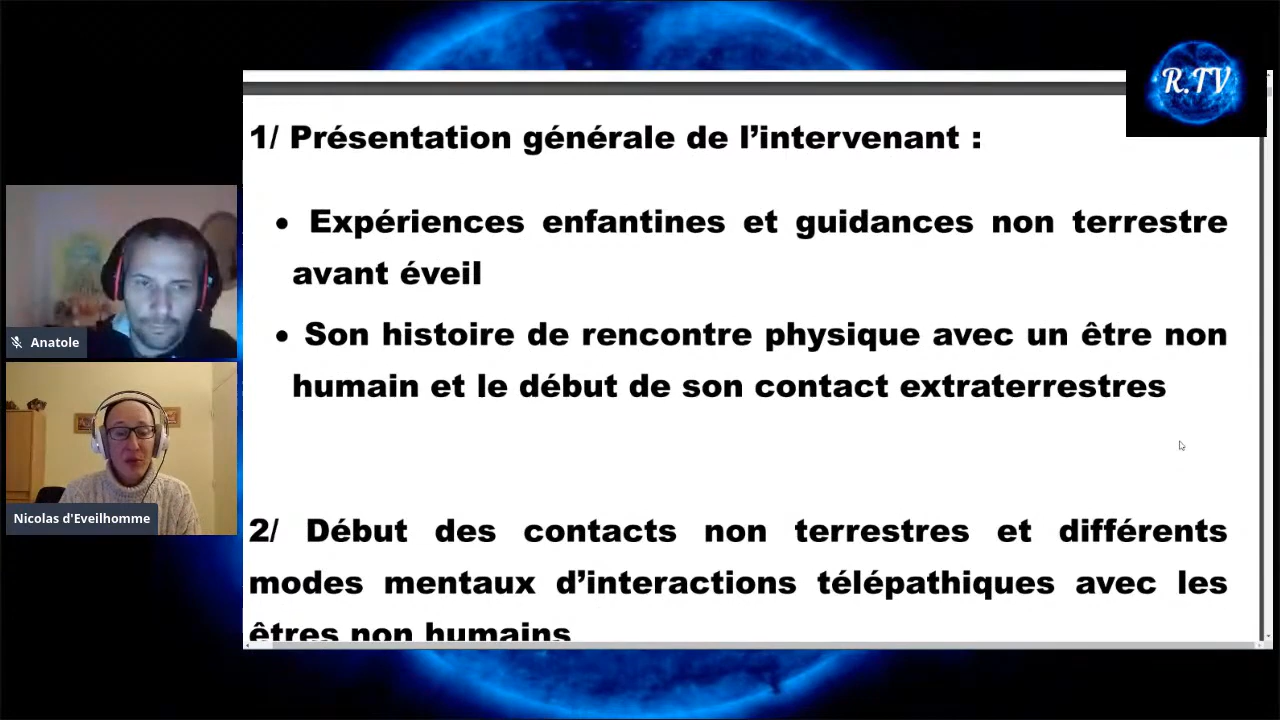 R.TV
1/ Présentation générale de l’intervenant :
• Expériences enfantines et guidances non terrestre
avant éveil
• Son histoire de rencontre physique avec un être non
humain et le début de son contact extraterrestres
2/ Début des contacts non terrestres et différents
modes mentaux d’interactions télépathiques avec les
êtres non humains
Anatole
Nicolas d'Eveilhomme